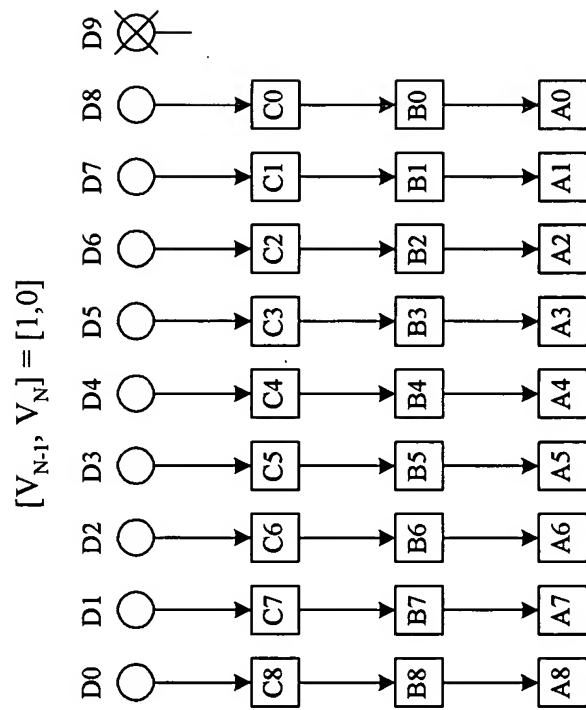 [V_{N-1}, V_N] = [1,0]
D0 D1 D2 D3 D4 D5 D6 D7 D8 D9
C8 C7 C6 C5 C4 C3 C2 C1 C0
B8 B7 B6 B5 B4 B3 B2 B1 B0
A8 A7 A6 A5 A4 A3 A2 A1 A0